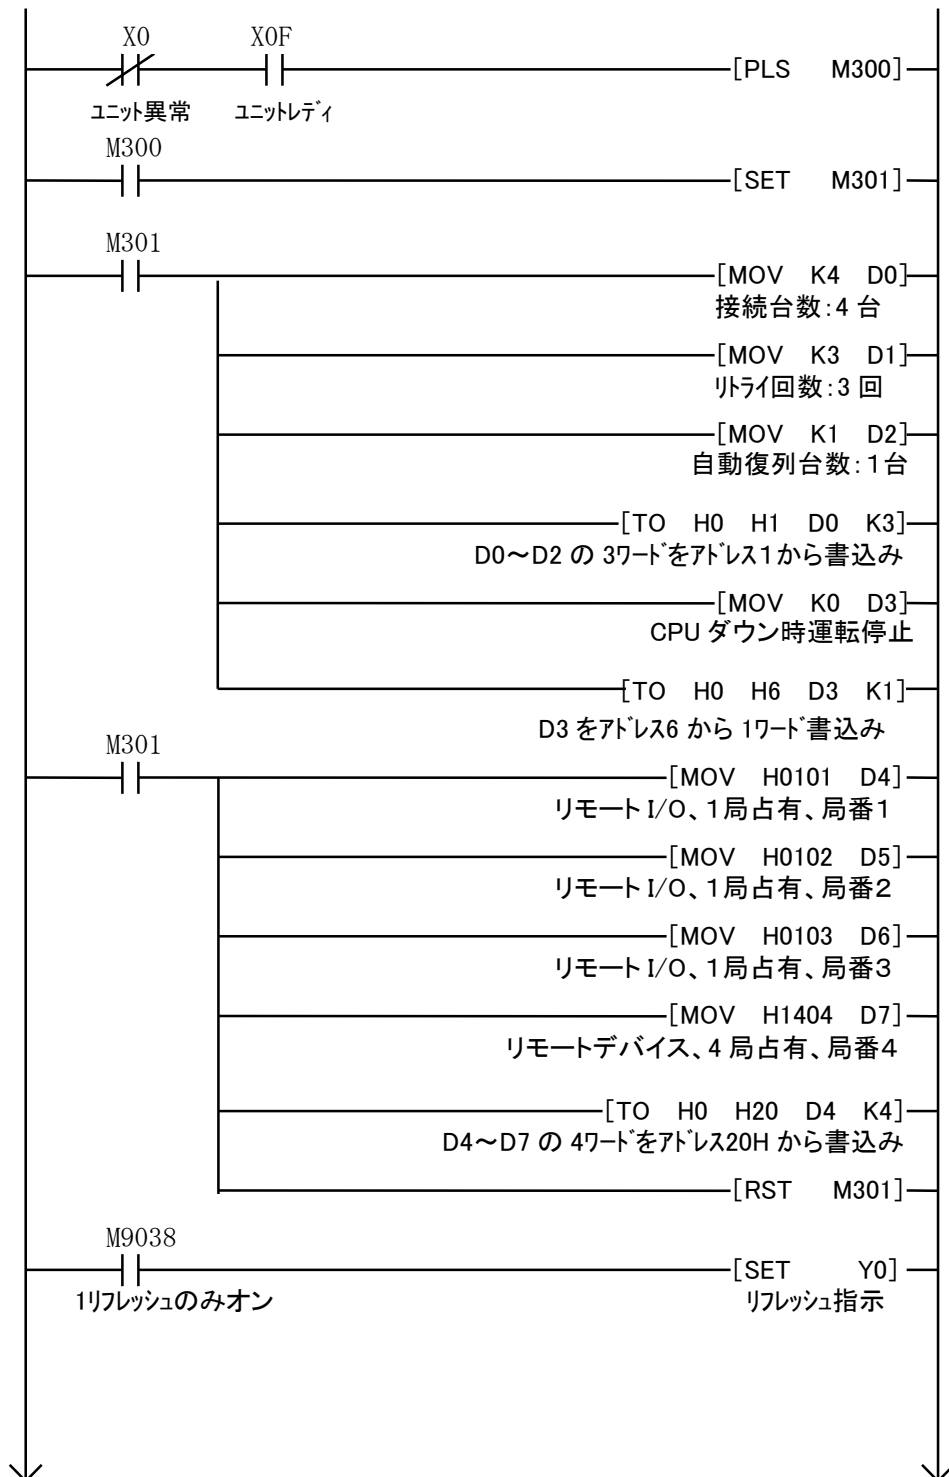 X0 X0F
[PLS M300]
ユニット異常 ユニットレディ
M300
[SET M301]
M301
[MOV K4 D0]
接続台数:4 台
[MOV K3 D1]
リトライ回数:3 回
[MOV K1 D2]
自動復列台数:1台
[TO H0 H1 D0 K3]
D0～D2 の 3ワードをアドレス1から書込み
[MOV K0 D3]
CPU ダウン時運転停止
[TO H0 H6 D3 K1]
D3 をアドレス6 から 1ワード書込み
M301
[MOV H0101 D4]
リモート I/O、1局占有、局番1
[MOV H0102 D5]
リモート I/O、1局占有、局番2
[MOV H0103 D6]
リモート I/O、1局占有、局番3
[MOV H1404 D7]
リモートデバイス、4 局占有、局番4
[TO H0 H20 D4 K4]
D4～D7 の 4ワードをアドレス20H から書込み
[RST M301]
M9038
[SET Y0]
1リフレッシュのみオン リフレッシュ指示